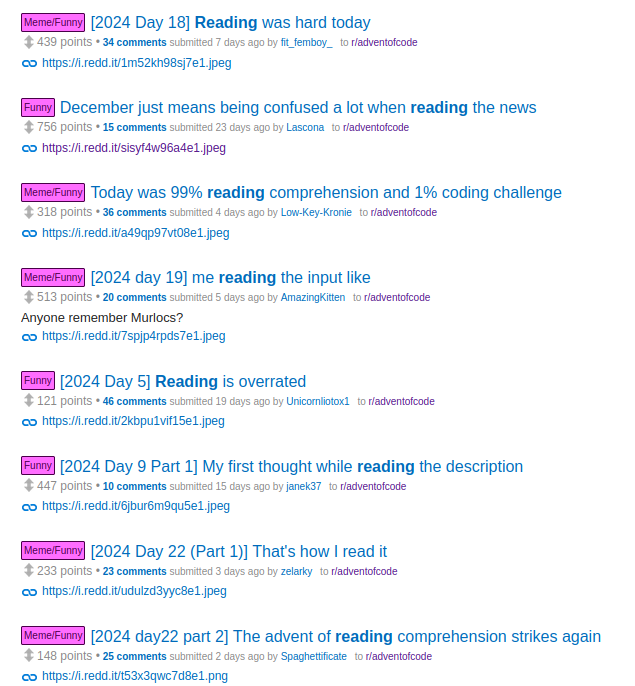 Meme/Funny [2024 Day 18] Reading was hard today
439 points • 34 comments submitted 7 days ago by fit_femboy_ to r/adventofcode
https://i.redd.it/1m52kh98sj7e1.jpeg
Funny December just means being confused a lot when reading the news
756 points • 15 comments submitted 23 days ago by Lascona to r/adventofcode
https://i.redd.it/sisyf4w96a4e1.jpeg
Meme/Funny Today was 99% reading comprehension and 1% coding challenge
318 points • 36 comments submitted 4 days ago by Low-Key-Kronie to r/adventofcode
https://i.redd.it/a49qp97vt08e1.jpeg
Meme/Funny [2024 day 19] me reading the input like
513 points • 20 comments submitted 5 days ago by AmazingKitten to r/adventofcode
Anyone remember Murlocs?
https://i.redd.it/7spjp4rpds7e1.jpeg
Funny [2024 Day 5] Reading is overrated
121 points • 46 comments submitted 19 days ago by Unicornliotox1 to r/adventofcode
https://i.redd.it/2kbpu1vif15e1.jpeg
Funny [2024 Day 9 Part 1] My first thought while reading the description
447 points • 10 comments submitted 15 days ago by janek37 to r/adventofcode
https://i.redd.it/6jbur6m9qu5e1.jpeg
Meme/Funny [2024 Day 22 (Part 1)] That's how I read it
233 points • 23 comments submitted 3 days ago by zelarky to r/adventofcode
https://i.redd.it/udulzd3yyc8e1.jpeg
Meme/Funny [2024 day22 part 2] The advent of reading comprehension strikes again
148 points • 25 comments submitted 2 days ago by Spaghettificate to r/adventofcode
https://i.redd.it/t53x3qwc7d8e1.png